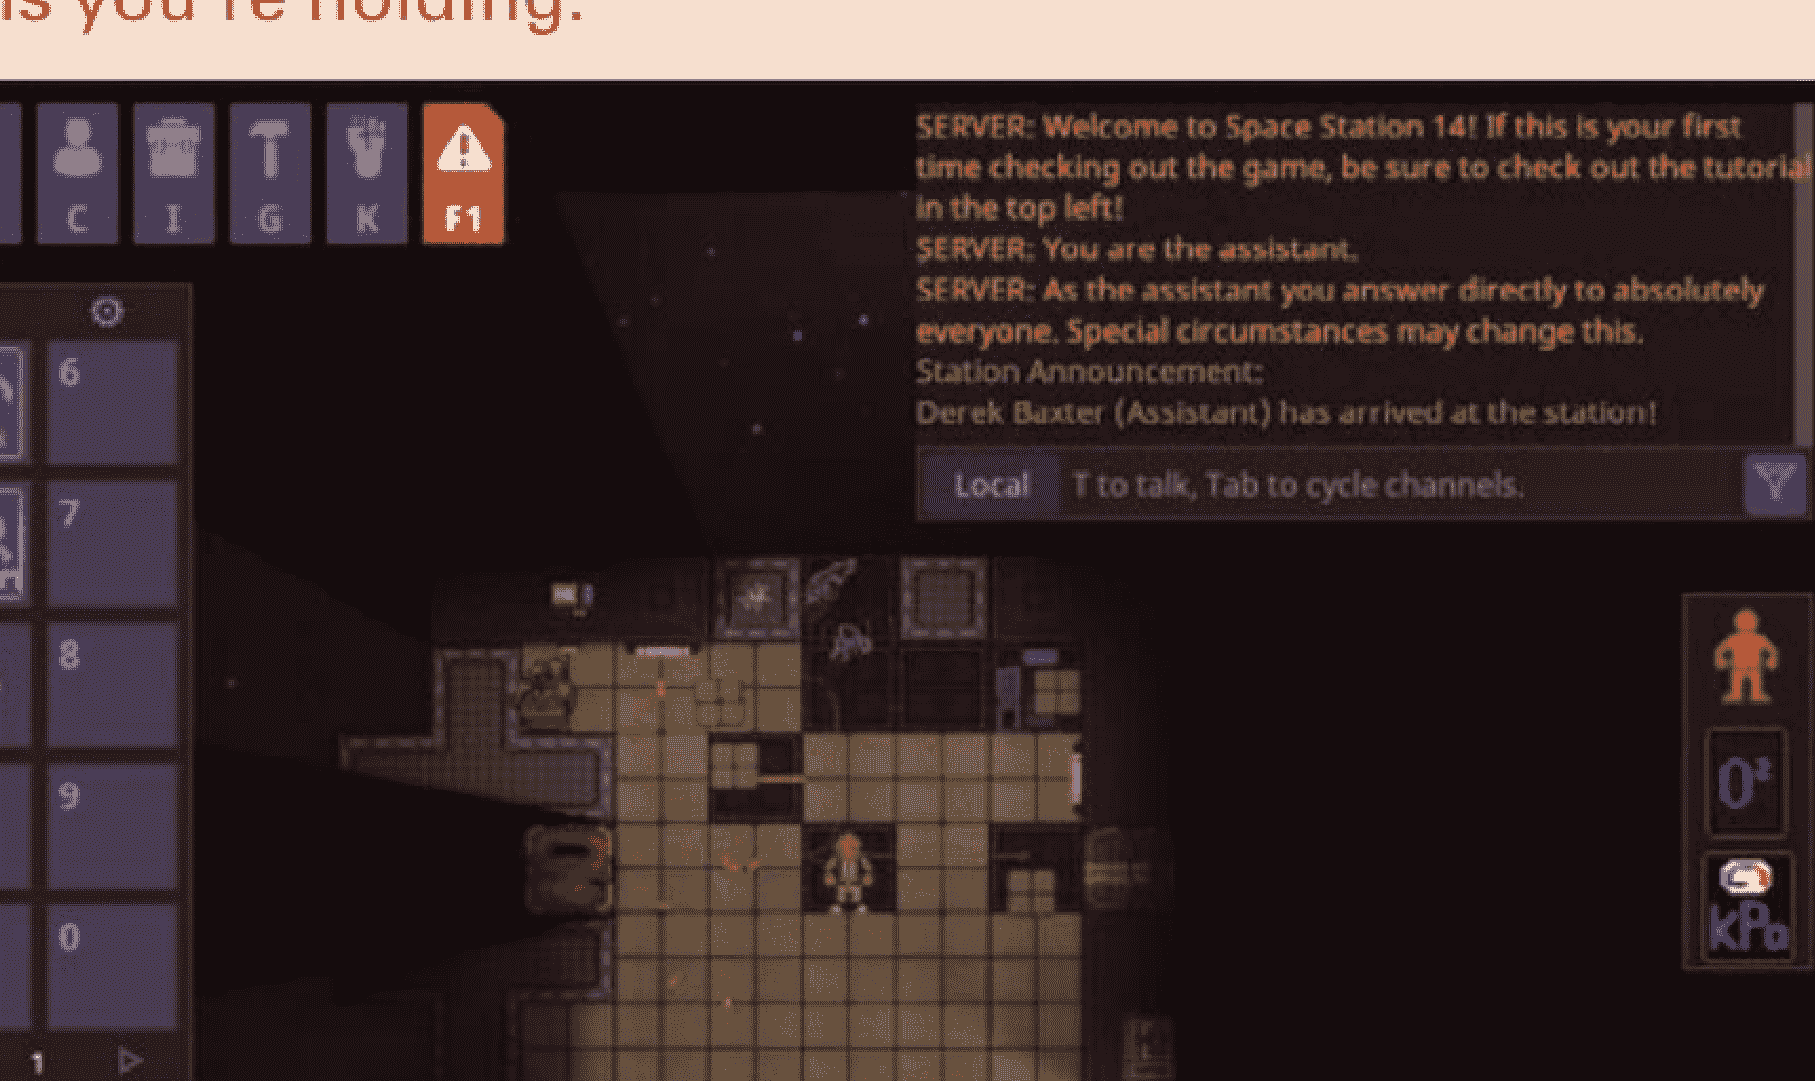 is you're holding.
C I G K F1
SERVER: Welcome to Space Station 14! If this is your first
time checking out the game, be sure to check out the tutorial
in the top left!
SERVER: You are the assistant.
SERVER: As the assistant you answer directly to absolutely
everyone. Special circumstances may change this.
Station Announcement:
Derek Baxter (Assistant) has arrived at the station!
Local T to talk, Tab to cycle channels.
6
7
8
9
0
1
O²
kPa